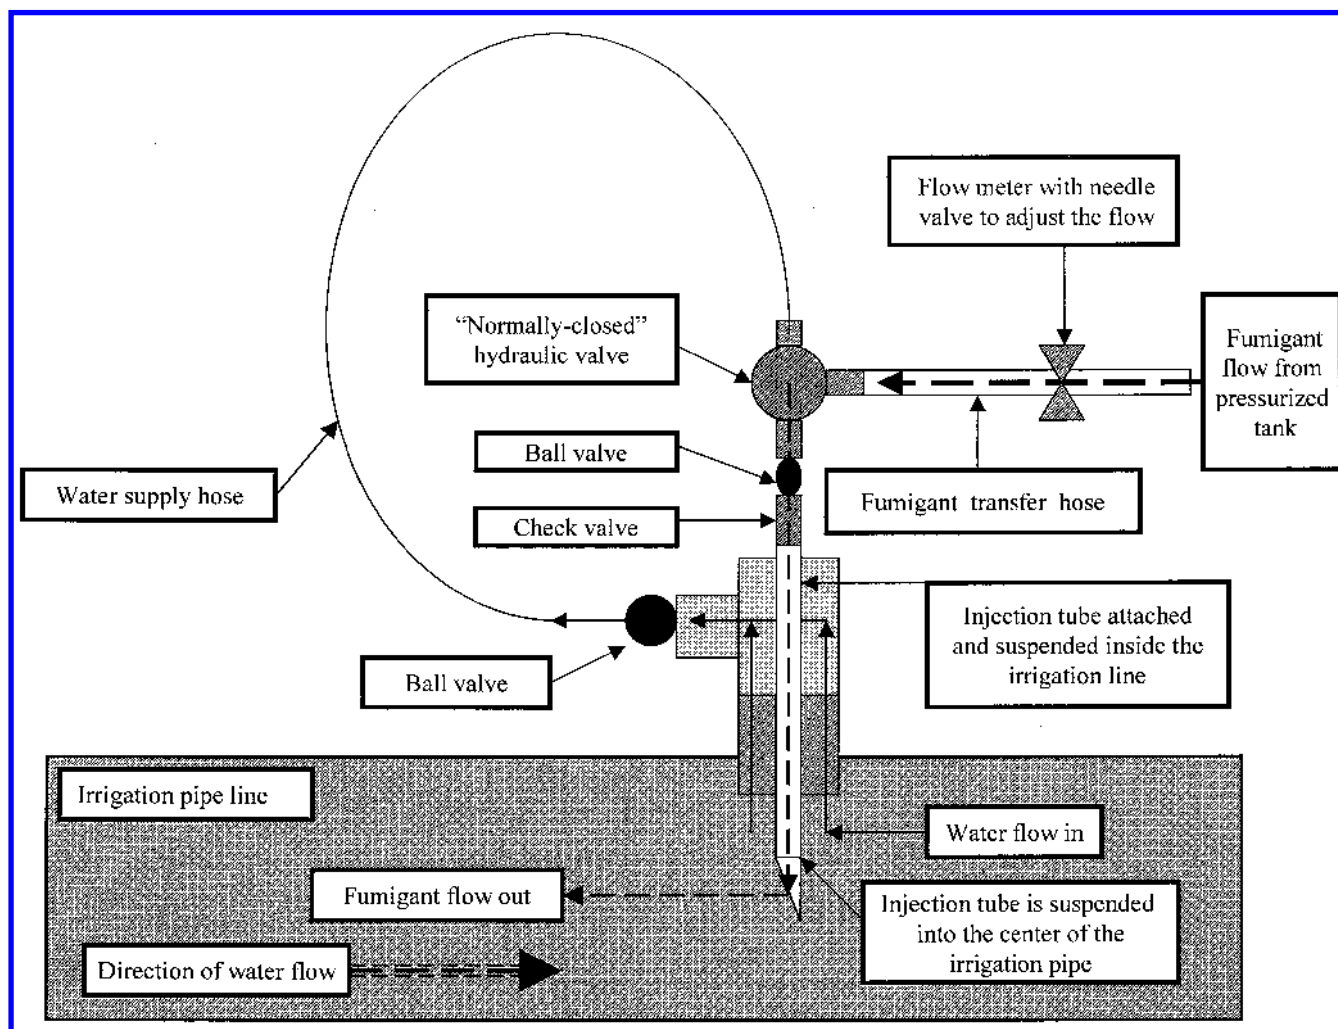 Flow meter with needle
valve to adjust the flow
“Normally-closed”
hydraulic valve
Fumigant
flow from
pressurized
tank
Ball valve
Water supply hose
Fumigant transfer hose
Check valve
Injection tube attached
and suspended inside the
irrigation line
Ball valve
Irrigation pipe line
Water flow in
Fumigant flow out
Injection tube is suspended
into the center of the
irrigation pipe
Direction of water flow